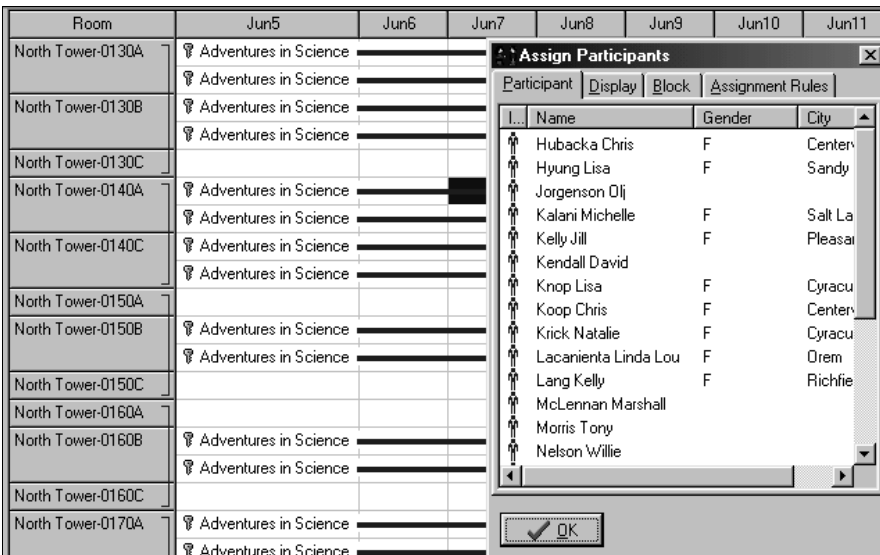 Room Jun5 Jun6 Jun7 Jun8 Jun9 Jun10 Jun11
North Tower-0130A Adventures in Science
Adventures in Science
North Tower-0130B Adventures in Science
Adventures in Science
North Tower-0130C
North Tower-0140A Adventures in Science
Adventures in Science
North Tower-0140C Adventures in Science
Adventures in Science
North Tower-0150A
North Tower-0150B Adventures in Science
Adventures in Science
North Tower-0150C
North Tower-0160A
North Tower-0160B Adventures in Science
Adventures in Science
North Tower-0160C
North Tower-0170A Adventures in Science
Adventures in Science
Assign Participants
Participant Display Block Assignment Rules
I... Name Gender City
Hubacka Chris F Centerv
Hyung Lisa F Sandy
Jorgenson Olj
Kalani Michelle F Salt La
Kelly Jill F Pleasa
Kendall David
Knop Lisa F Cyracu
Koop Chris F Centerv
Krick Natalie F Cyracu
Lacanienta Linda Lou F Orem
Lang Kelly F Richfie
McLennan Marshall
Morris Tony
Nelson Willie
OK